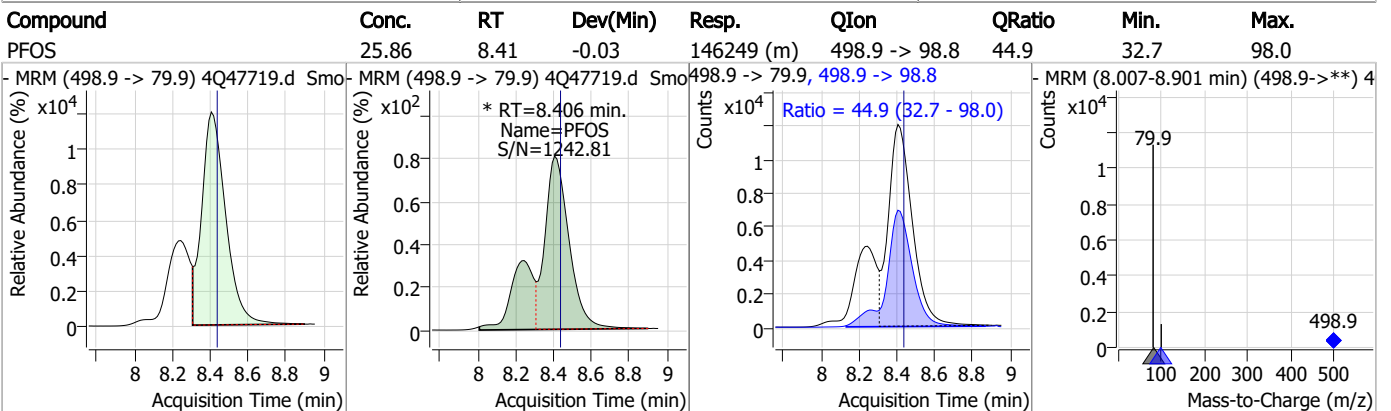 Compound Conc. RT Dev(Min) Resp. QIon QRatio Min. Max.
PFOS 25.86 8.41 -0.03 146249 (m) 498.9 -> 98.8 44.9 32.7 98.0
- MRM (498.9 -> 79.9) 4Q47719.d Smo
x10⁴
Relative Abundance (%)
1
0.8
0.6
0.4
0.2
0
8 8.2 8.4 8.6 8.8 9
Acquisition Time (min)
- MRM (498.9 -> 79.9) 4Q47719.d Smo
x10²
* RT=8.406 min.
Name=PFOS
S/N=1242.81
Relative Abundance (%)
0.8
0.6
0.4
0.2
0
8 8.2 8.4 8.6 8.8 9
Acquisition Time (min)
498.9 -> 79.9, 498.9 -> 98.8
x10⁴
Ratio = 44.9 (32.7 - 98.0)
Counts
1
0.8
0.6
0.4
0.2
0
8 8.2 8.4 8.6 8.8 9
Acquisition Time (min)
- MRM (8.007-8.901 min) (498.9->**) 4
x10⁴
79.9
Counts
1
0.8
0.6
0.4
0.2
0
498.9
100 200 300 400 500
Mass-to-Charge (m/z)